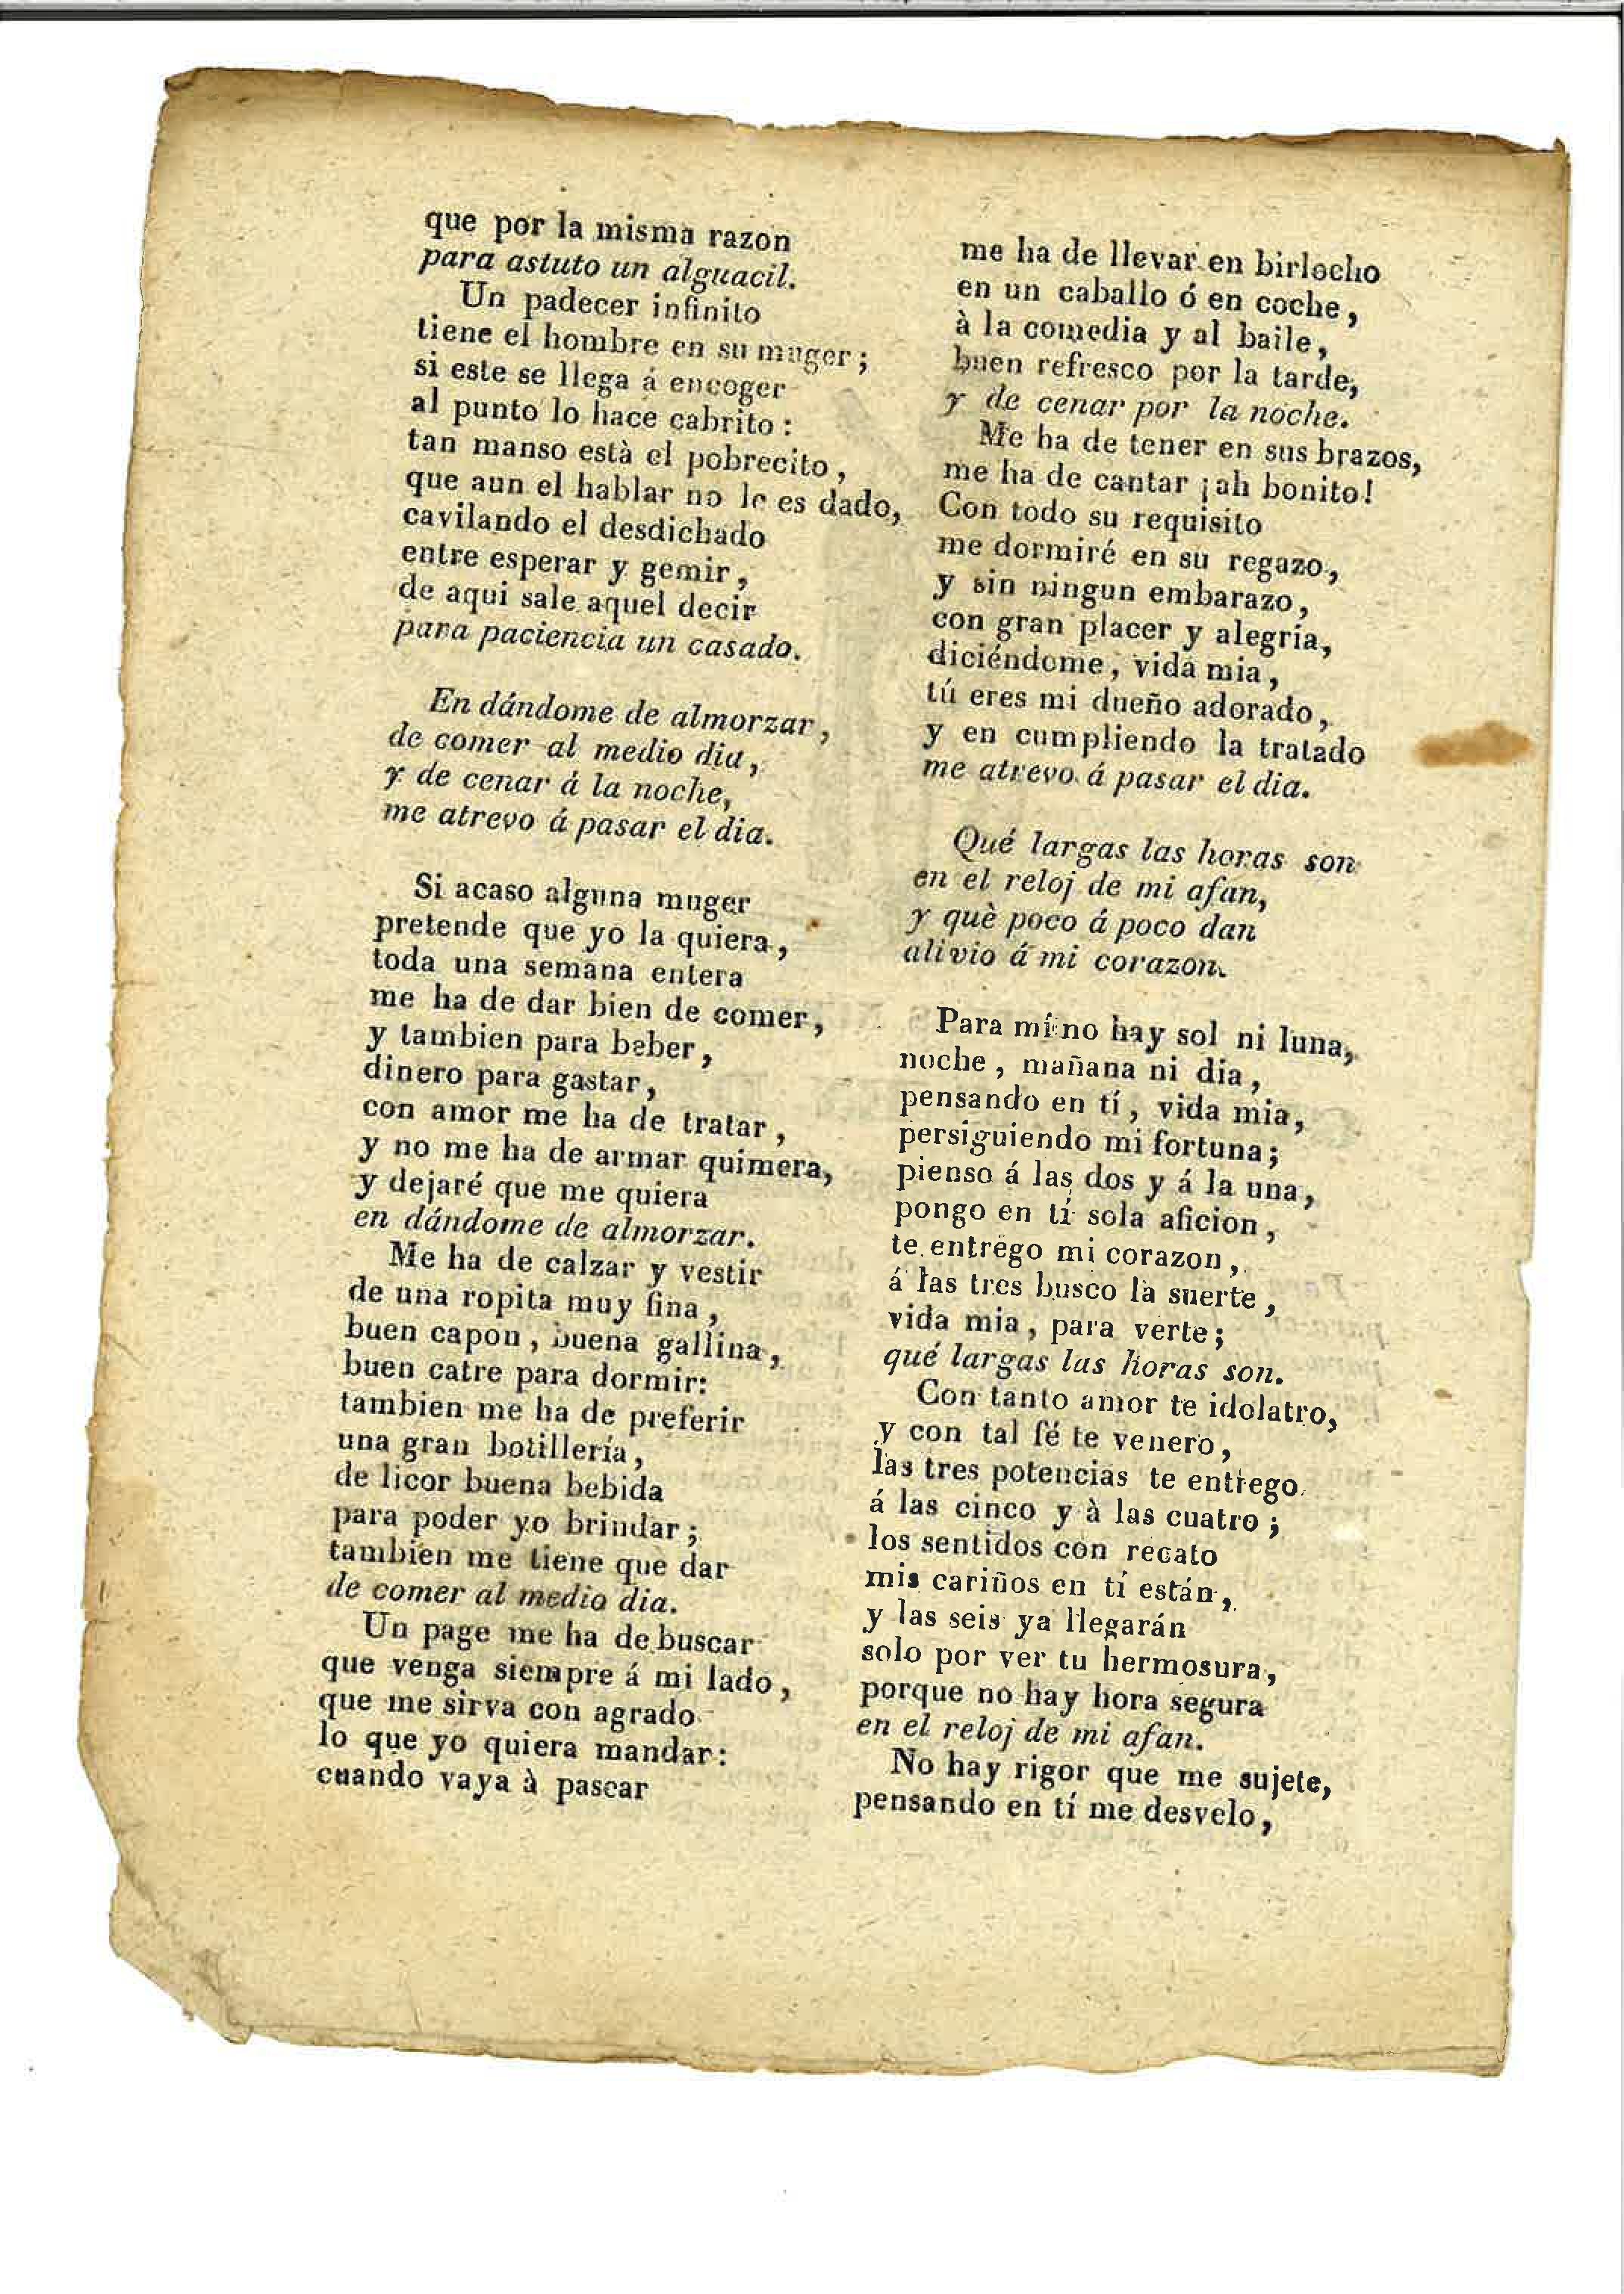 que por la misma razon
para astuto un alguacil.
Un padecer infinito
tiene el hombre en su muger;
si este se llega á encoger
al punto lo hace cabrito:
tan manso està el pobrecito,
que aun el hablar no le es dado,
cavilando el desdichado
entre esperar y gemir,
de aqui sale aquel decir
para paciencia un casado.
En dándome de almorzar,
de comer al medio dia,
y de cenar á la noche,
me atrevo á pasar el dia.
Si acaso alguna muger
pretende que yo la quiera,
toda una semana entera
me ha de dar bien de comer,
y tambien para beber,
dinero para gastar,
con amor me ha de tratar,
y no me ha de armar quimera,
y dejaré que me quiera
en dándome de almorzar.
Me ha de calzar y vestir
de una ropita muy fina,
buen capon, buena gallina,
buen catre para dormir:
tambien me ha de preferir
una gran botillería,
de licor buena bebida
para poder yo brindar;
tambien me tiene que dar
de comer al medio dia.
Un page me ha de buscar
que venga siempre á mi lado,
que me sirva con agrado
lo que yo quiera mandar:
cuando vaya à pasear
me ha de llevar en birlocho
en un caballo ó en coche,
à la comedia y al baile,
buen refresco por la tarde,
y de cenar por la noche.
Me ha de tener en sus brazos,
me ha de cantar ¡ah bonito!
Con todo su requisito
me dormiré en su regazo,
y sin ningun embarazo,
con gran placer y alegría,
diciéndome, vida mia,
tú eres mi dueño adorado,
y en cumpliendo la tratado
me atrevo á pasar el dia.
Qué largas las horas son
en el reloj de mi afan,
y què poco á poco dan
alivio á mi corazon.
Para mí no hay sol ni luna,
noche, mañana ni dia,
pensando en tí, vida mia,
persiguiendo mi fortuna;
pienso á las dos y á la una,
pongo en tí sola aficion,
te entrego mi corazon,
á las tres busco la suerte,
vida mia, para verte;
qué largas las horas son.
Con tanto amor te idolatro,
y con tal fé te venero,
las tres potencias te entrego
á las cinco y à las cuatro;
los sentidos con recato
mis cariños en tí están,
y las seis ya llegarán
solo por ver tu hermosura,
porque no hay hora segura
en el reloj de mi afan.
No hay rigor que me sujete,
pensando en tí me desvelo,